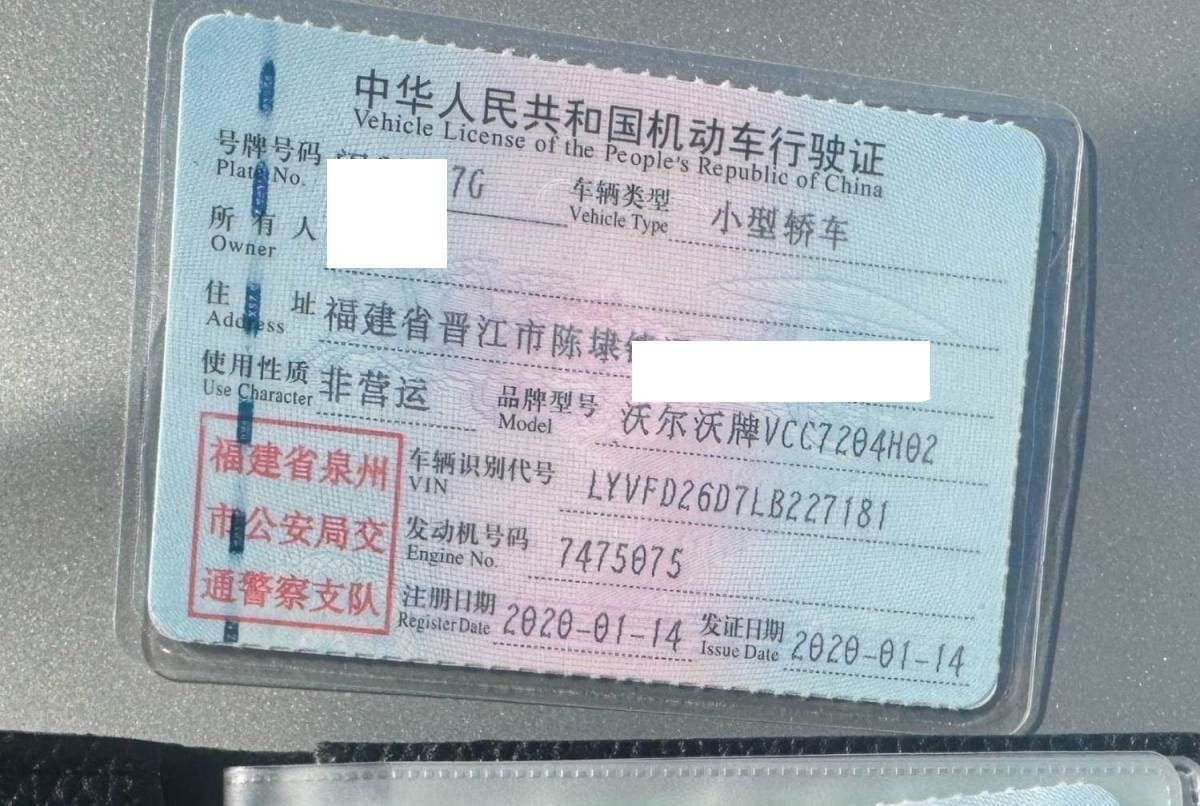 中华人民共和国机动车行驶证
Vehicle License of the People's Republic of China
号牌号码 7G 车辆类型 小型轿车
Plate No. Vehicle Type
所有人
Owner
住址 福建省晋江市陈埭
Address
使用性质 非营运 品牌型号 沃尔沃牌VCC7204H02
Use Character Model
福建省泉州
市公安局交
通警察支队
车辆识别代号 LYVFD26D7LB227181
VIN
发动机号码 7475075
Engine No.
注册日期 2020-01-14 发证日期 2020-01-14
Register Date Issue Date